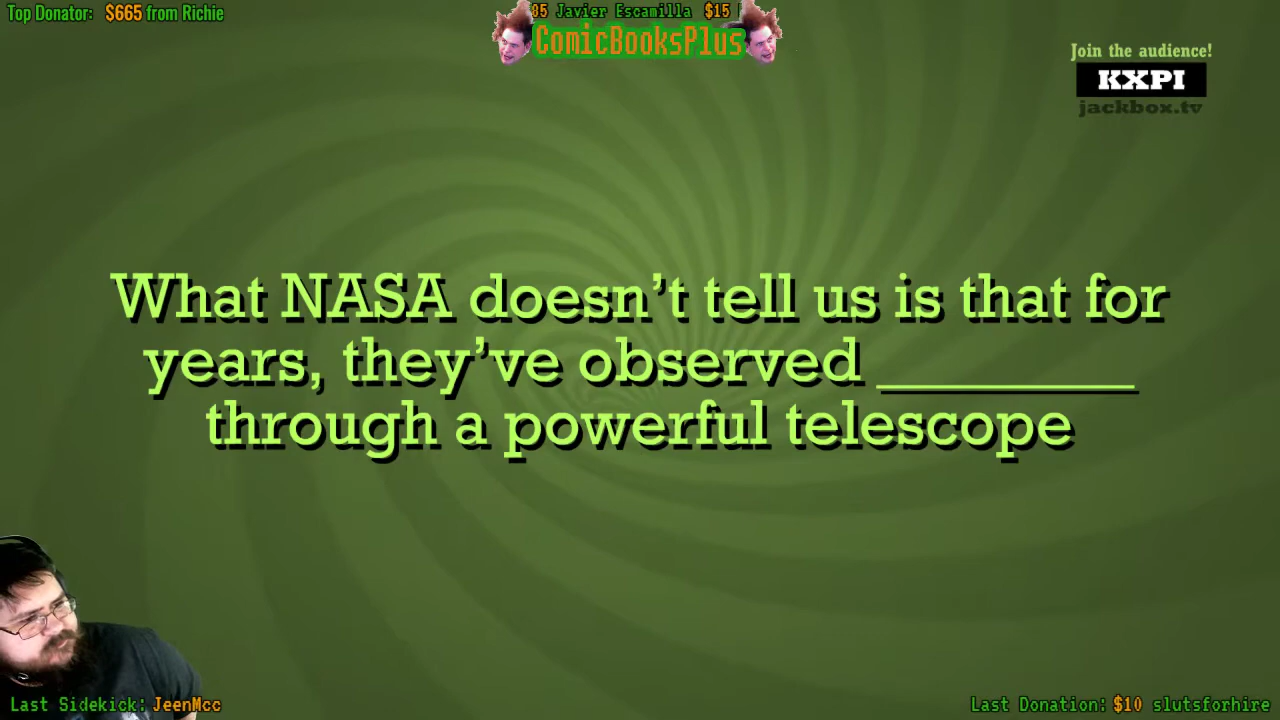 Top Donator: $665 from Richie
85 Javier Escamilla $15
ComicBooksPlus
Join the audience!
KXPI
jackbox.tv
What NASA doesn't tell us is that for
years, they've observed ________
through a powerful telescope
Last Sidekick: JeenMcc
Last Donation: $10 slutsforhire